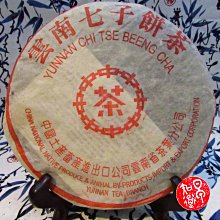 雲南七子餅茶
YUNNAN CHI TSE BEENG CHA
茶
中國土產畜產進出口公司雲南省茶葉分公司
CHINA NATIONAL NATIVE PRODUCE & ANIMAL BY-PRODUCTS IMPORT & EXPORT CORPORATION
YUNNAN TEA BRANCH